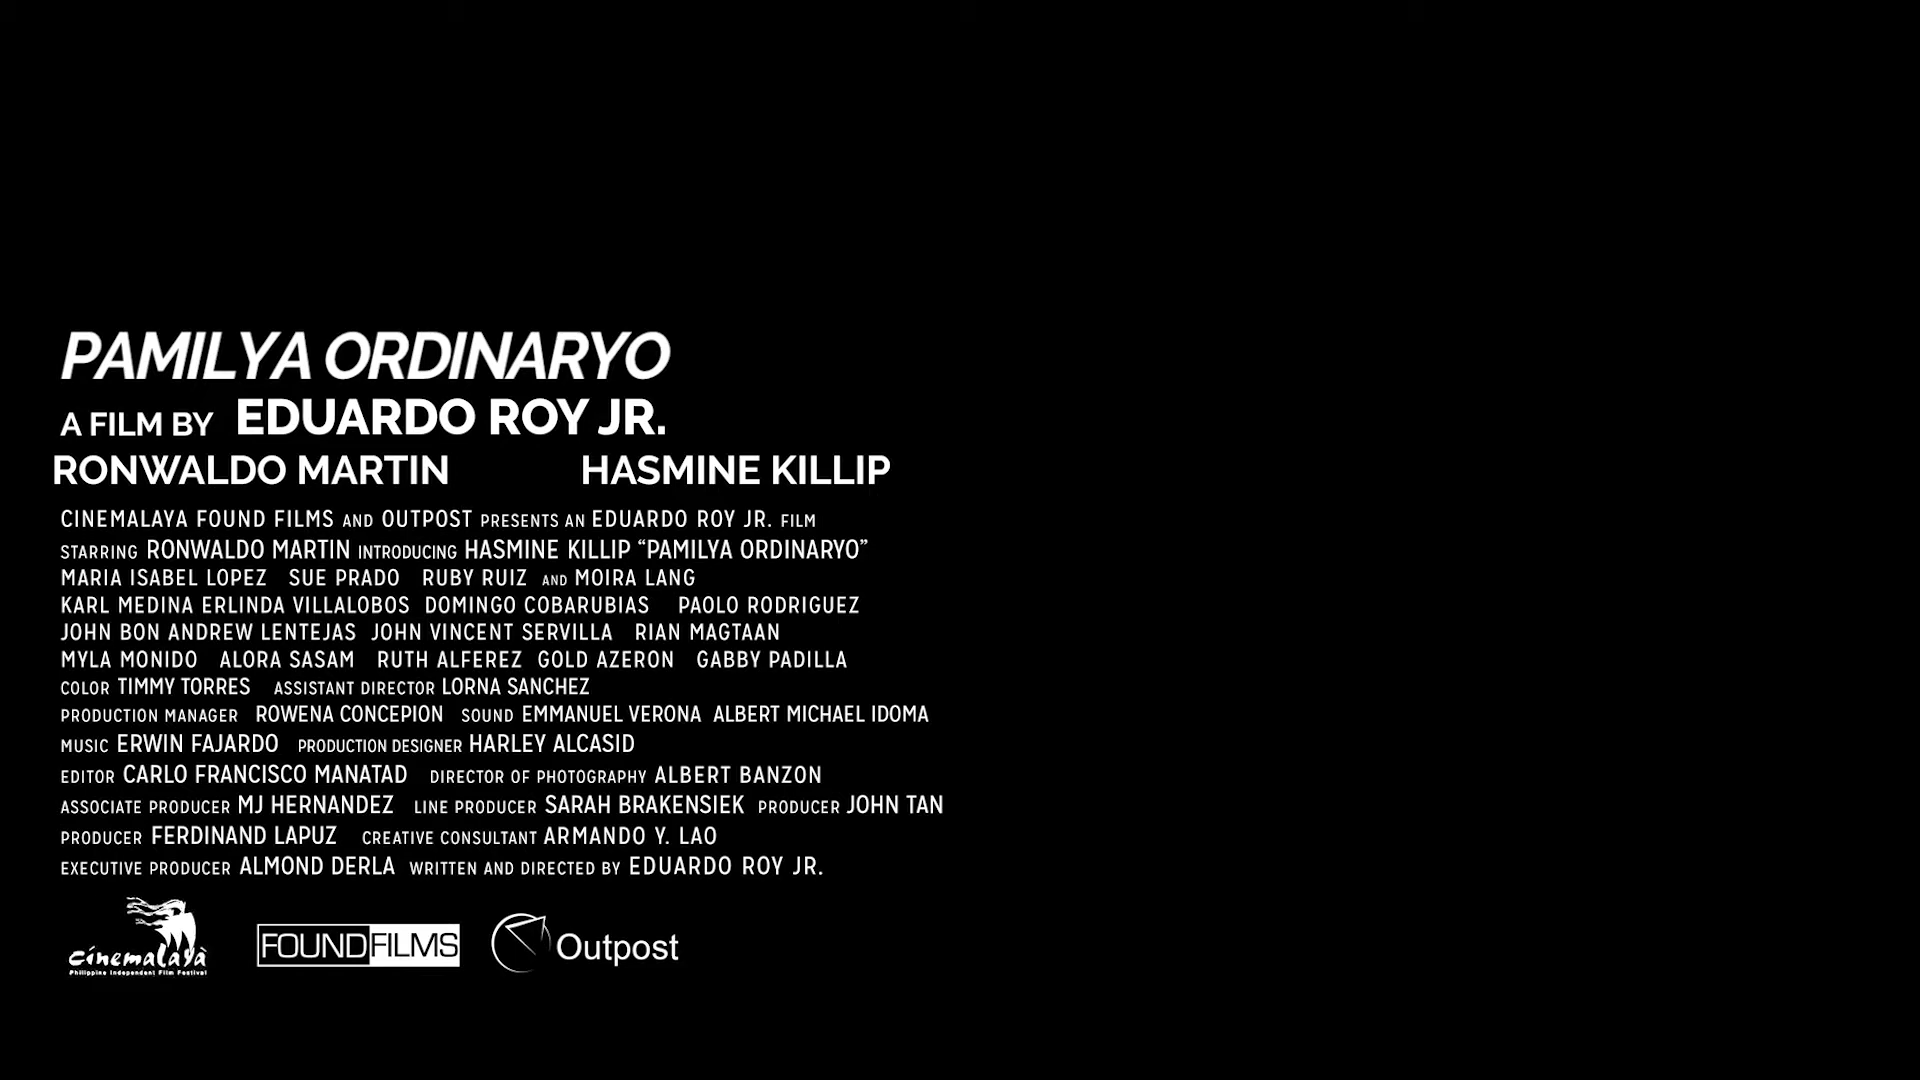 PAMILYA ORDINARYO
A FILM BY EDUARDO ROY JR.
RONWALDO MARTIN HASMINE KILLIP
CINEMALAYA FOUND FILMS AND OUTPOST PRESENTS AN EDUARDO ROY JR. FILM
STARRING RONWALDO MARTIN INTRODUCING HASMINE KILLIP “PAMILYA ORDINARYO”
MARIA ISABEL LOPEZ SUE PRADO RUBY RUIZ AND MOIRA LANG
KARL MEDINA ERLINDA VILLALOBOS DOMINGO COBARUBIAS PAOLO RODRIGUEZ
JOHN BON ANDREW LENTEJAS JOHN VINCENT SERVILLA RIAN MAGTAAN
MYLA MONIDO ALORA SASAM RUTH ALFEREZ GOLD AZERON GABBY PADILLA
COLOR TIMMY TORRES ASSISTANT DIRECTOR LORNA SANCHEZ
PRODUCTION MANAGER ROWENA CONCEPION SOUND EMMANUEL VERONA ALBERT MICHAEL IDOMA
MUSIC ERWIN FAJARDO PRODUCTION DESIGNER HARLEY ALCASID
EDITOR CARLO FRANCISCO MANATAD DIRECTOR OF PHOTOGRAPHY ALBERT BANZON
ASSOCIATE PRODUCER MJ HERNANDEZ LINE PRODUCER SARAH BRAKENSIEK PRODUCER JOHN TAN
PRODUCER FERDINAND LAPUZ CREATIVE CONSULTANT ARMANDO Y. LAO
EXECUTIVE PRODUCER ALMOND DERLA WRITTEN AND DIRECTED BY EDUARDO ROY JR.
cinemalaya FOUNDFILMS Outpost
Philippine Independent Film Festival